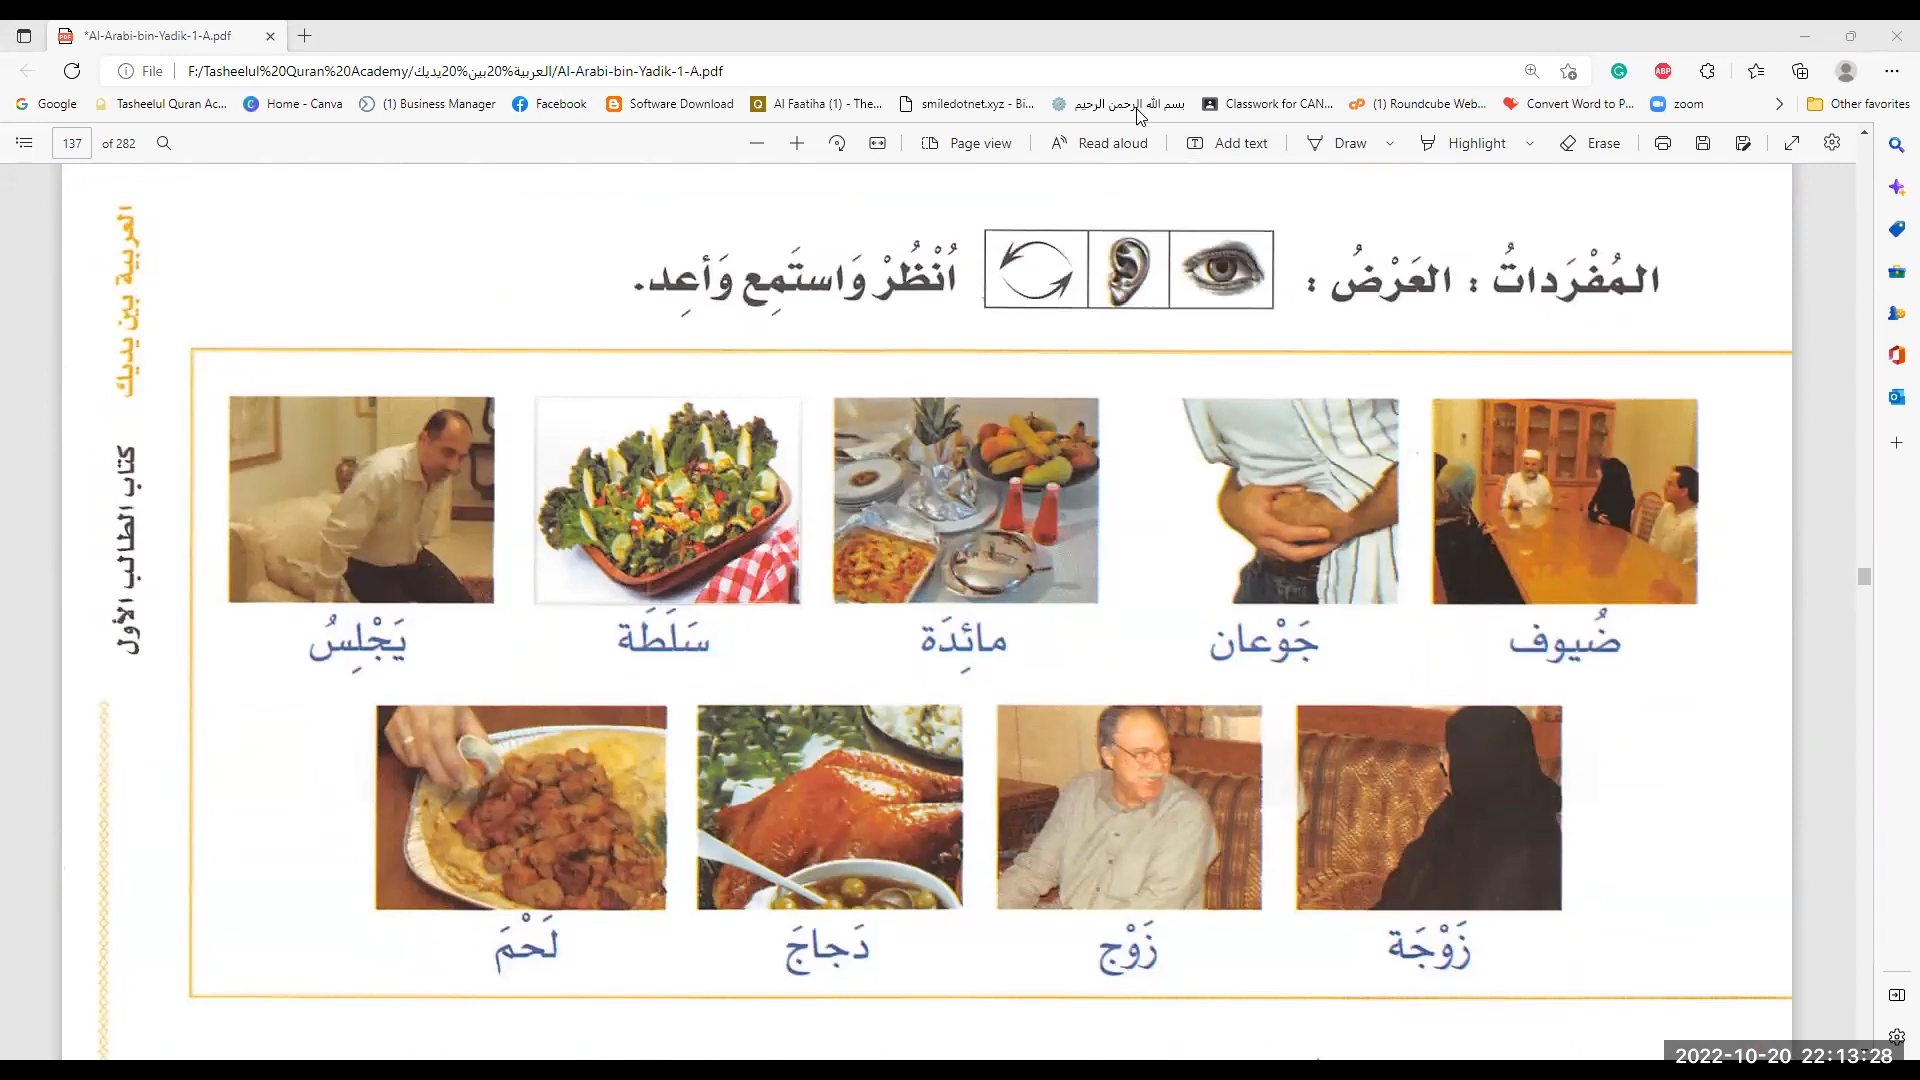 *Al-Arabi-bin-Yadik-1-A.pdf
File F:/Tasheelul%20Quran%20Academy/العربية%20بين%20يديك/Al-Arabi-bin-Yadik-1-A.pdf
Google Tasheelul Quran Ac... Home - Canva (1) Business Manager Facebook Software Download Al Faatiha (1) - The... smiledotnet.xyz - Bi... بسم الله الرحمن الرحيم Classwork for CAN... (1) Roundcube Web... Convert Word to P... zoom Other favorites
137 of 282 Page view Read aloud Add text Draw Highlight Erase
المُفْرَداتُ : العَرْضُ : اُنْظُرْ وَاستَمِع وَأعِد.
العربية بين يديك
كتاب الطالب الأول
ضُيوف جَوْعان مائِدَة سَلَطَة يَجْلِسُ
زَوْجَة زَوْج دَجاجَ لَحْمَ
2022-10-20 22:13:28